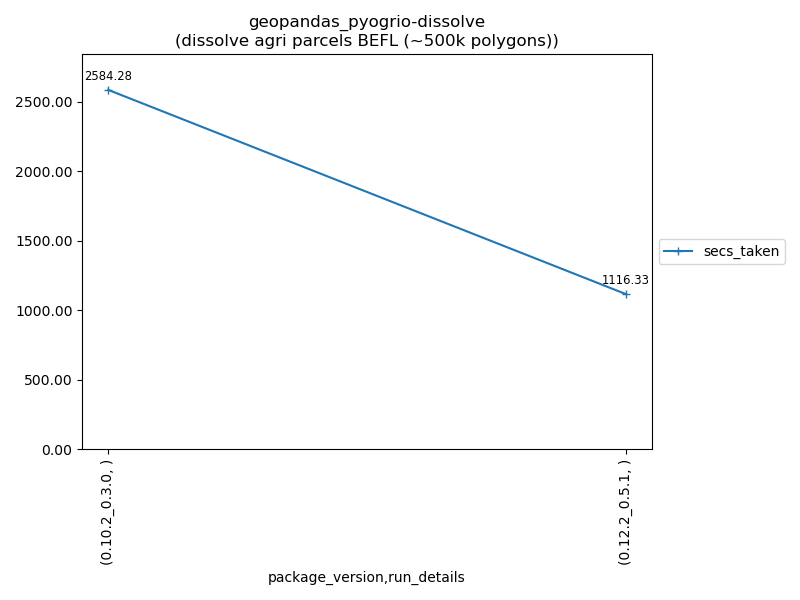 geopandas_pyogrio-dissolve
(dissolve agri parcels BEFL (~500k polygons))
2584.28
2500.00
2000.00
1500.00
1116.33
secs_taken
1000.00
500.00
0.00
(0.10.2_0.3.0, )
(0.12.2_0.5.1, )
package_version,run_details